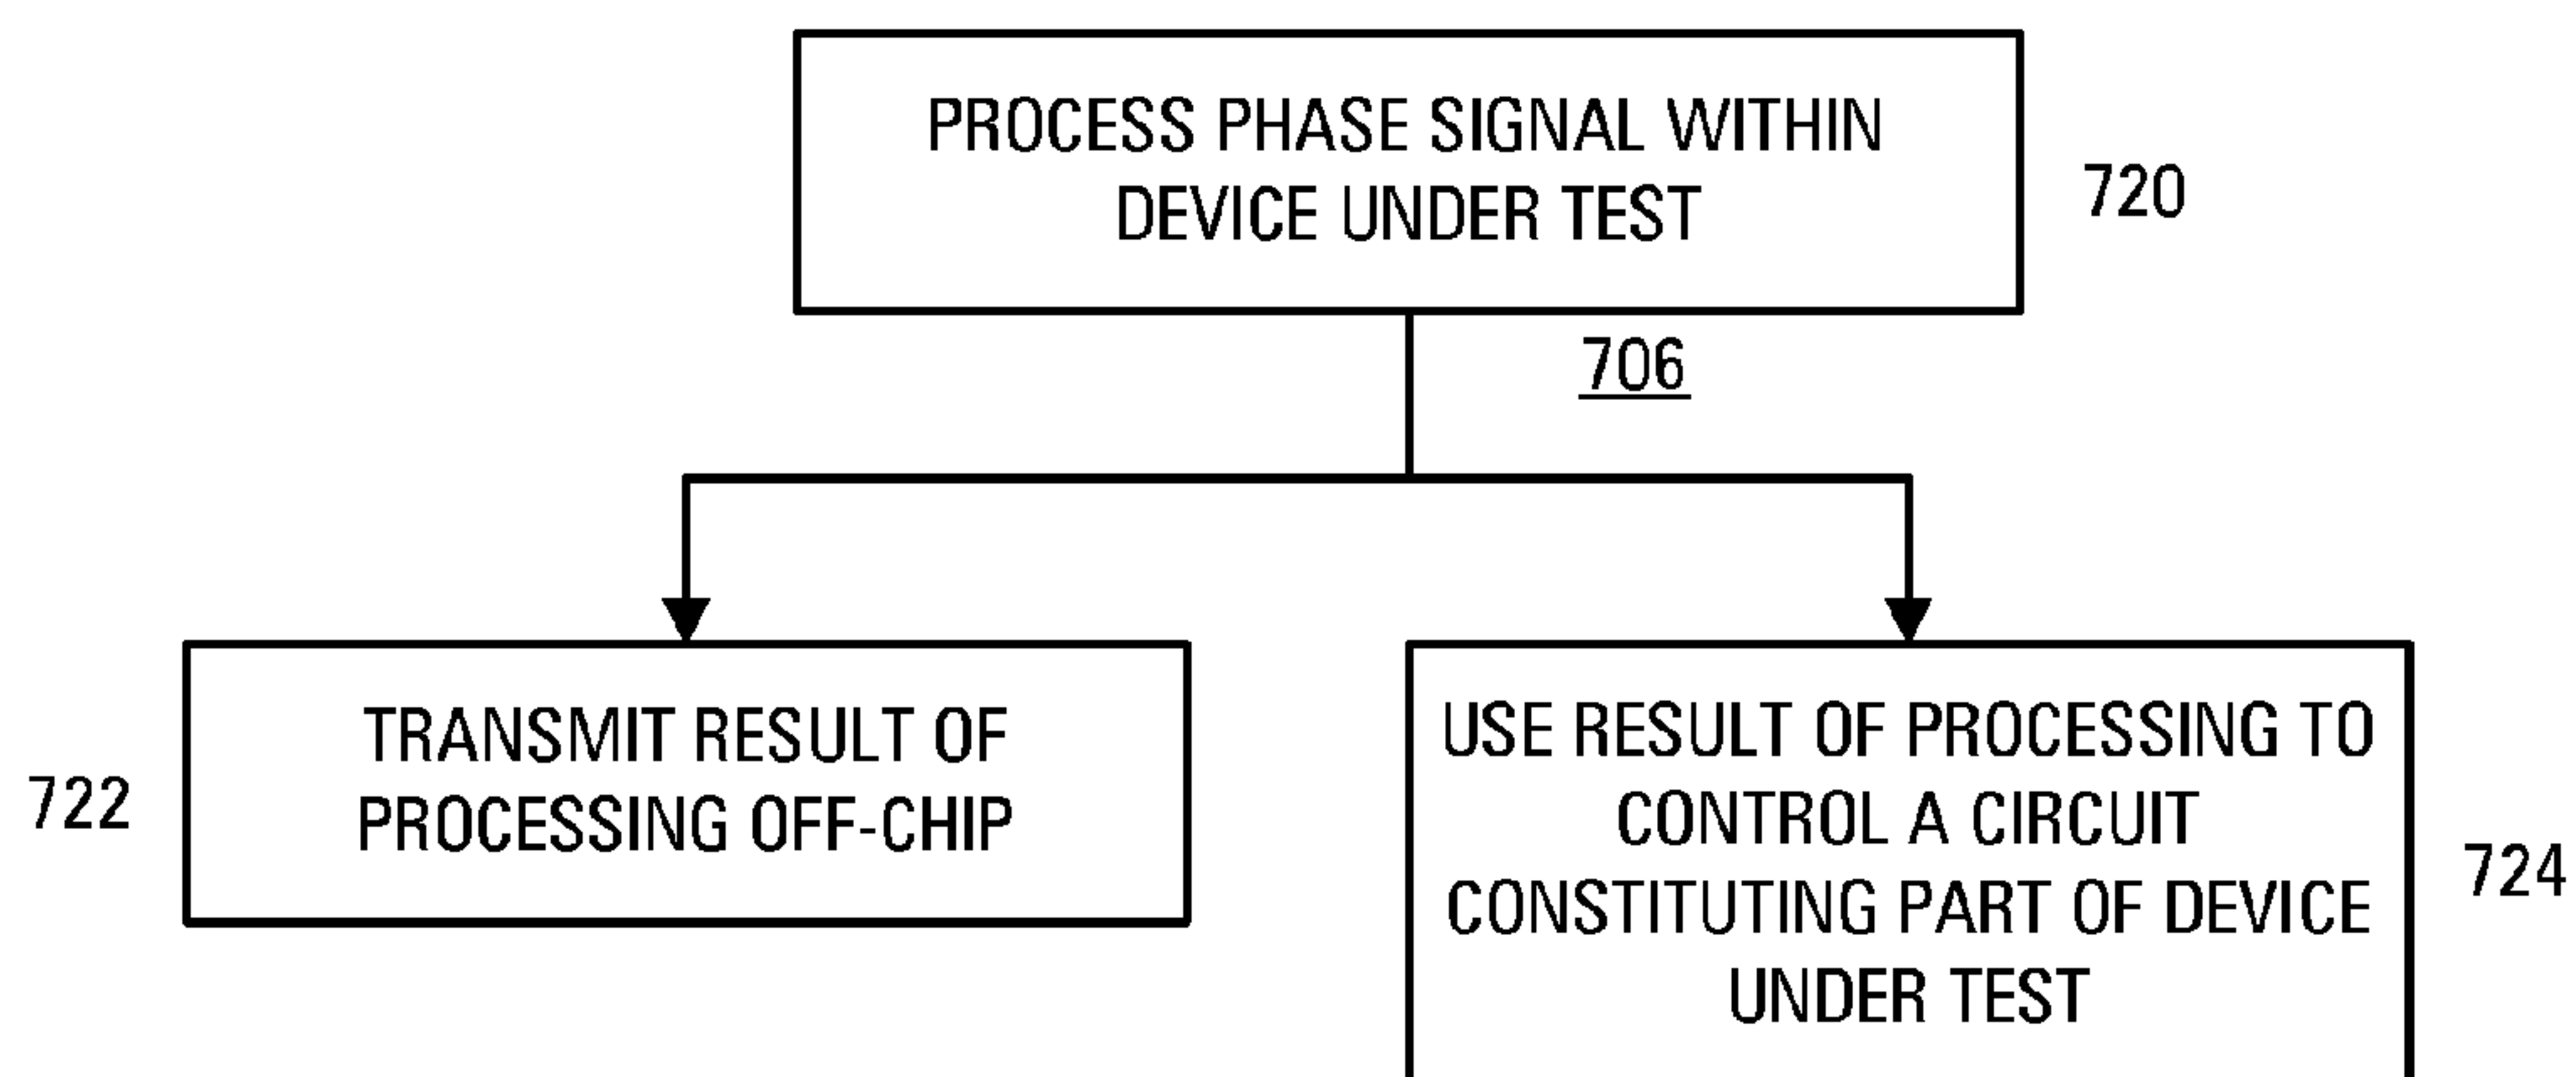 PROCESS PHASE SIGNAL WITHIN
DEVICE UNDER TEST
720
706
TRANSMIT RESULT OF
PROCESSING OFF-CHIP
722
USE RESULT OF PROCESSING TO
CONTROL A CIRCUIT
CONSTITUTING PART OF DEVICE
UNDER TEST
724